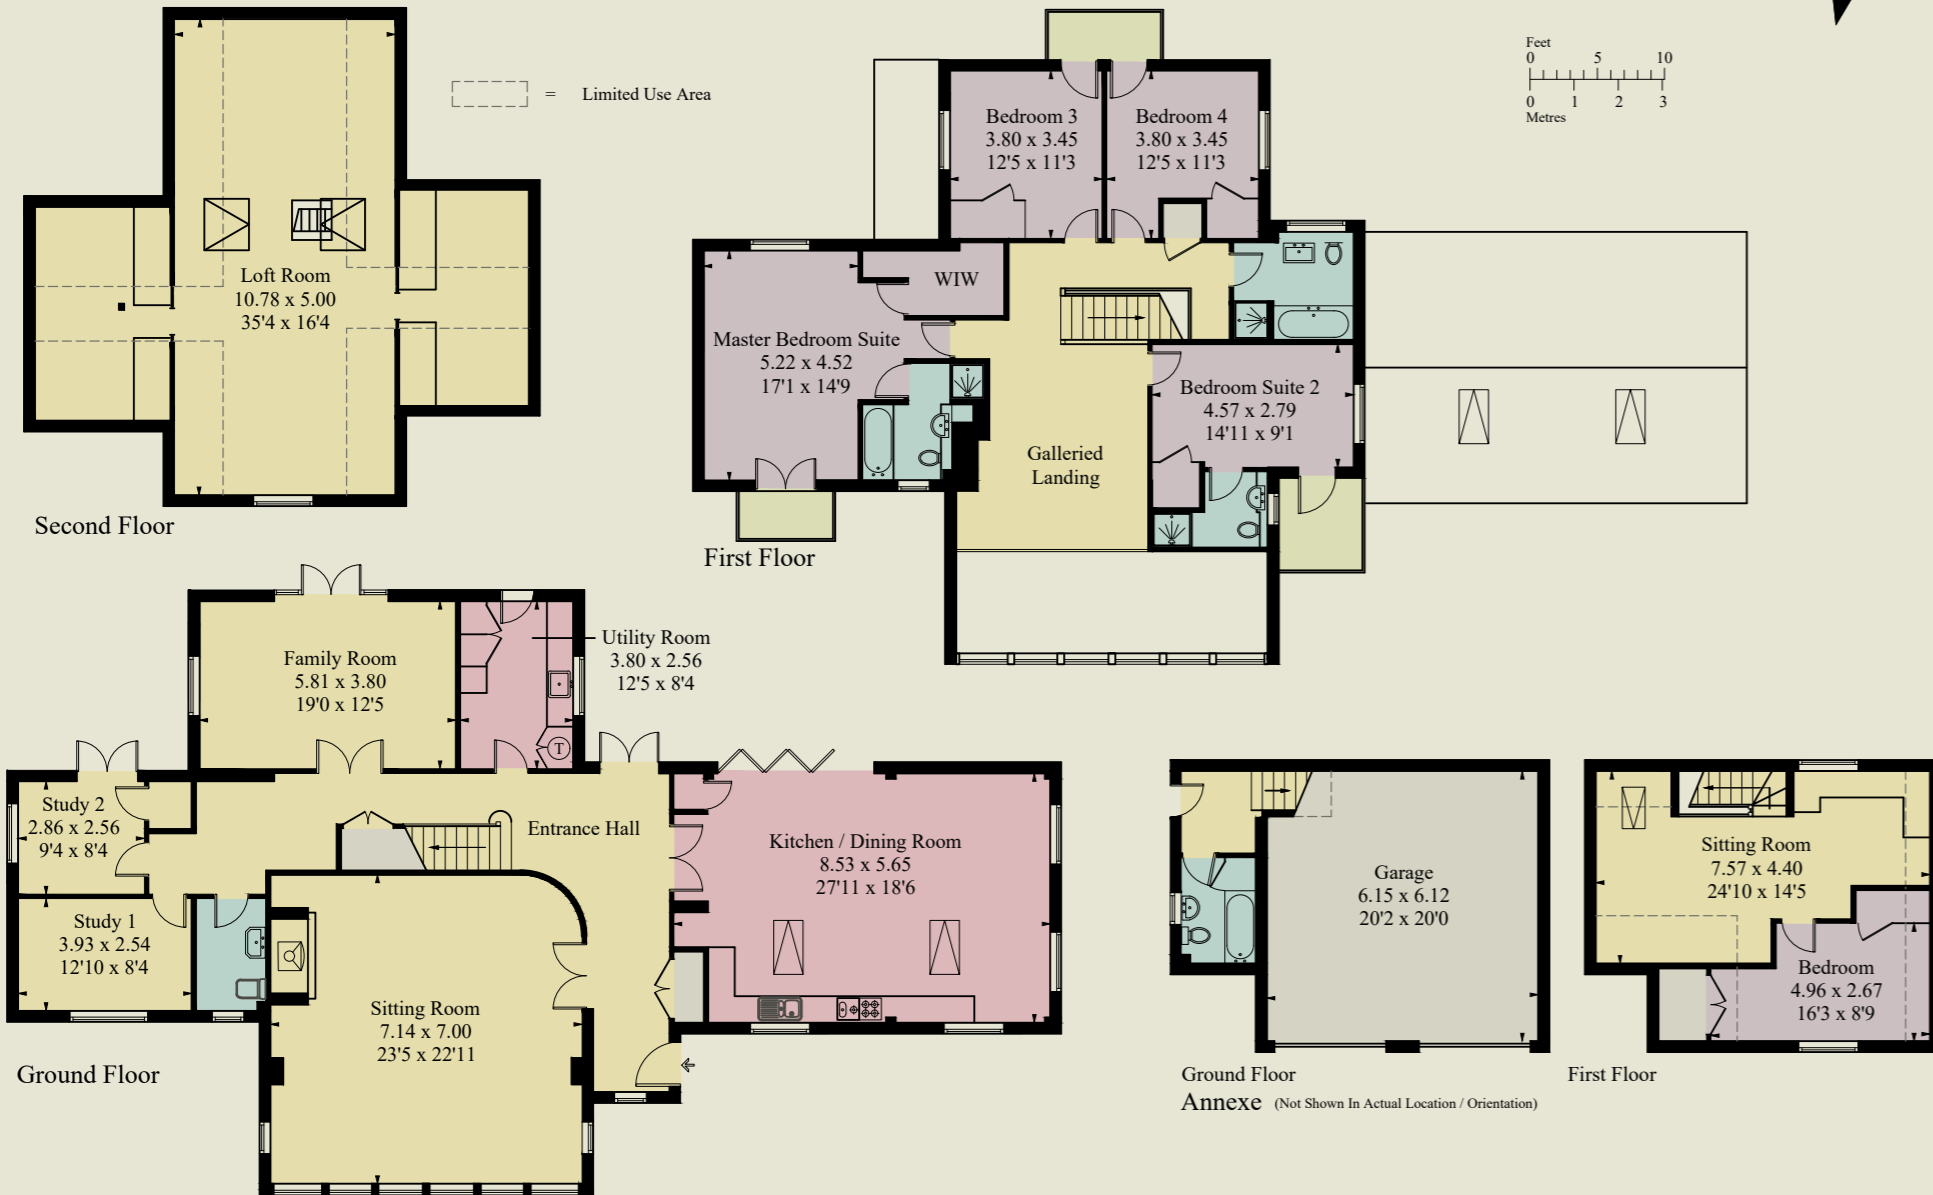 Feet
0 5 10
0 1 2 3
Metres
= Limited Use Area
Loft Room
10.78 x 5.00
35'4 x 16'4
Second Floor
Bedroom 3
3.80 x 3.45
12'5 x 11'3
Bedroom 4
3.80 x 3.45
12'5 x 11'3
WIW
Master Bedroom Suite
5.22 x 4.52
17'1 x 14'9
Bedroom Suite 2
4.57 x 2.79
14'11 x 9'1
Galleried
Landing
First Floor
Family Room
5.81 x 3.80
19'0 x 12'5
Utility Room
3.80 x 2.56
12'5 x 8'4
T
Study 2
2.86 x 2.56
9'4 x 8'4
Entrance Hall
Kitchen / Dining Room
8.53 x 5.65
27'11 x 18'6
Study 1
3.93 x 2.54
12'10 x 8'4
Sitting Room
7.14 x 7.00
23'5 x 22'11
Ground Floor
Garage
6.15 x 6.12
20'2 x 20'0
Ground Floor
Annexe (Not Shown In Actual Location / Orientation)
Sitting Room
7.57 x 4.40
24'10 x 14'5
Bedroom
4.96 x 2.67
16'3 x 8'9
First Floor